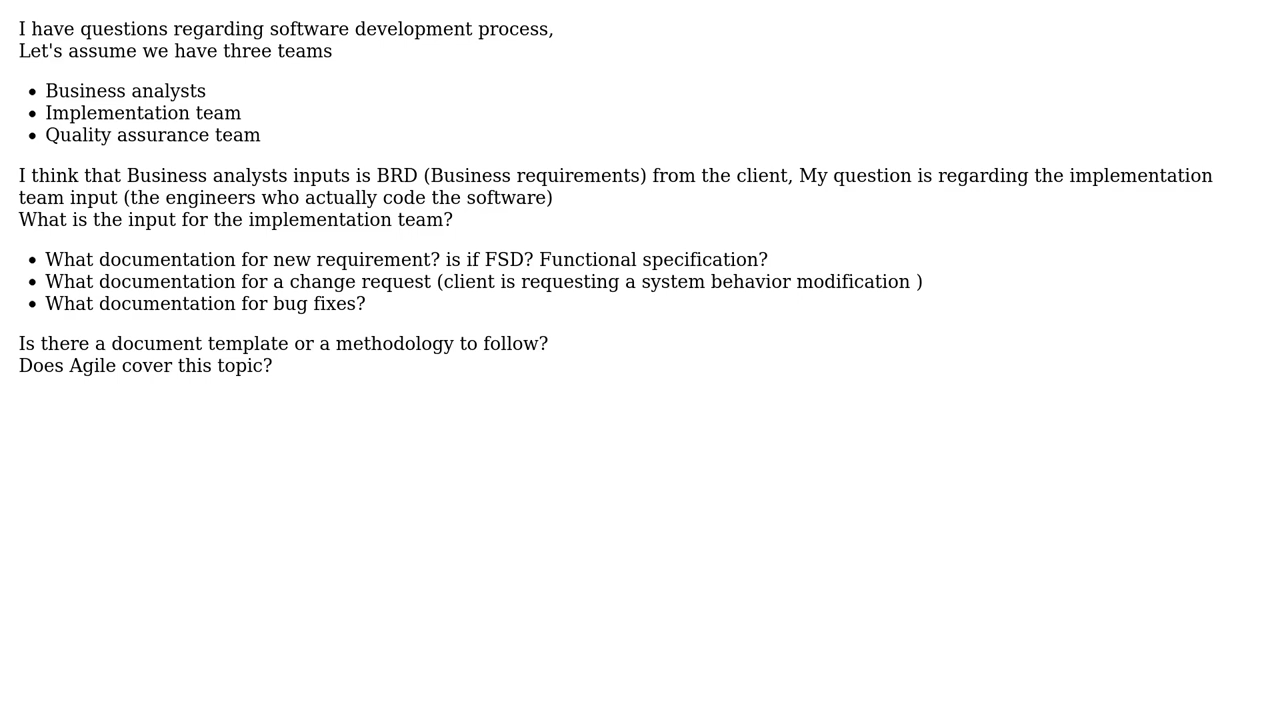 I have questions regarding software development process,
Let's assume we have three teams
• Business analysts
• Implementation team
• Quality assurance team
I think that Business analysts inputs is BRD (Business requirements) from the client, My question is regarding the implementation
team input (the engineers who actually code the software)
What is the input for the implementation team?
• What documentation for new requirement? is if FSD? Functional specification?
• What documentation for a change request (client is requesting a system behavior modification )
• What documentation for bug fixes?
Is there a document template or a methodology to follow?
Does Agile cover this topic?